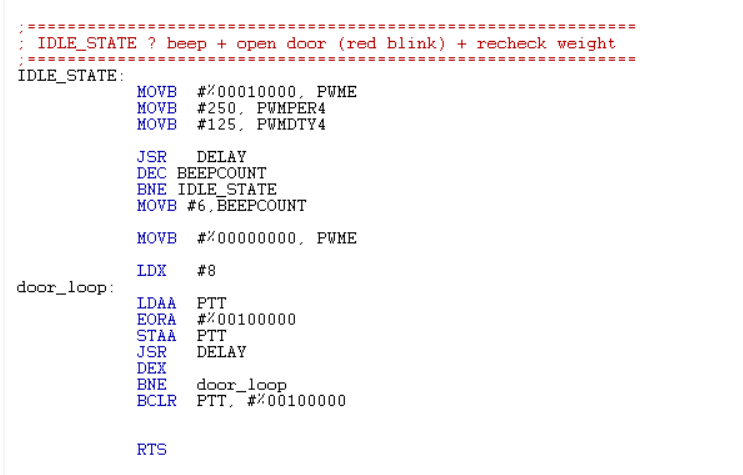 ;=============================================================
; IDLE_STATE ? beep + open door (red blink) + recheck weight
;=============================================================
IDLE_STATE:
MOVB #%00010000, PWME
MOVB #250, PWMPER4
MOVB #125, PWMDTY4
JSR DELAY
DEC BEEPCOUNT
BNE IDLE_STATE
MOVB #6,BEEPCOUNT
MOVB #%00000000, PWME
LDX #8
door_loop:
LDAA PTT
EORA #%00100000
STAA PTT
JSR DELAY
DEX
BNE door_loop
BCLR PTT, #%00100000
RTS